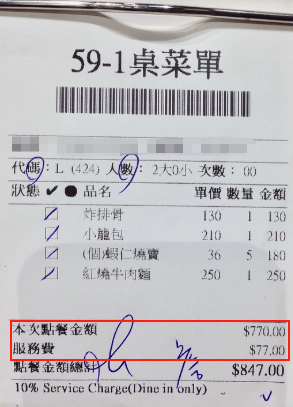 59-1桌菜單
代碼:L (424) 人數: 2大0小 次數: 00
狀態 ✔ ● 品名 單價 數量 金額
炸排骨 130 1 130
小龍包 210 1 210
(個)蝦仁燒賣 36 5 180
紅燒牛肉麵 250 1 250
本次點餐金額 $770.00
服務費 $77.00
點餐金額總計 $847.00
10% Service Charge(Dine in only)